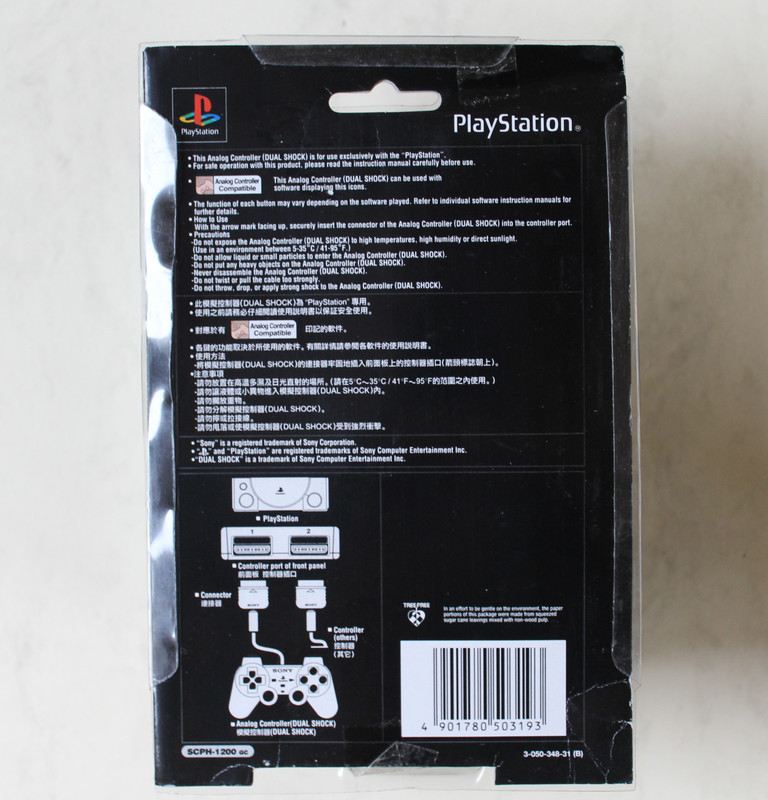 PlayStation
PlayStation®
• This Analog Controller (DUAL SHOCK) is for use exclusively with the "PlayStation".
• For safe operation with this product, please read the instruction manual carefully before use.
• Analog Controller Compatible This Analog Controller (DUAL SHOCK) can be used with
software displaying this icons.
• The function of each button may vary depending on the software played. Refer to individual software instruction manuals for
further details.
• How to Use
With the arrow mark facing up, securely insert the connector of the Analog Controller (DUAL SHOCK) into the controller port.
• Precautions
-Do not expose the Analog Controller (DUAL SHOCK) to high temperatures, high humidity or direct sunlight.
(Use in an environment between 5-35°C / 41-95°F.)
-Do not allow liquid or small particles to enter the Analog Controller (DUAL SHOCK).
-Do not put any heavy objects on the Analog Controller (DUAL SHOCK).
-Never disassemble the Analog Controller (DUAL SHOCK).
-Do not twist or pull the cable too strongly.
-Do not throw, drop, or apply strong shock to the Analog Controller (DUAL SHOCK).
• 此模擬控制器(DUAL SHOCK)為 "PlayStation" 專用。
• 使用之前請務必仔細閱讀使用說明書以保証安全使用。
• 對應於有 Analog Controller Compatible 印記的軟件。
• 各鍵的功能取決於所使用的軟件。有關詳情請參閱各軟件的使用說明書。
• 使用方法
-將模擬控制器(DUAL SHOCK)的連接器牢固地插入前面板上的控制器插口(箭頭標誌朝上)。
•注意事項
-請勿放置在高溫多濕及日光直射的場所。(請在5°C~35°C / 41°F~95°F的范圍之內使用。)
-請勿讓液體或小異物進入模擬控制器(DUAL SHOCK)內。
-請勿擱放重物。
-請勿分解模擬控制器(DUAL SHOCK)。
-請勿擰或拉接線。
-請勿甩落或使模擬控制器(DUAL SHOCK)受到強烈衝擊。
• "Sony" is a registered trademark of Sony Corporation.
• " " and "PlayStation" are registered trademarks of Sony Computer Entertainment Inc.
• "DUAL SHOCK" is a trademark of Sony Computer Entertainment Inc.
■ PlayStation
1 2
■ Controller port of front panel
前面板 控制器插口
■ Connector
連接器
SONY SONY
■ Controller
(others)
控制器
(其它)
SONY
■ Analog Controller(DUAL SHOCK)
模擬控制器(DUAL SHOCK)
TREE FREE
In an effort to be gentle on the environment, the paper
portions of this package were made from squeezed
sugar cane leavings mixed with non-wood pulp.
4 901780 503193
SCPH-1200 GC
3-050-348-31 (B)